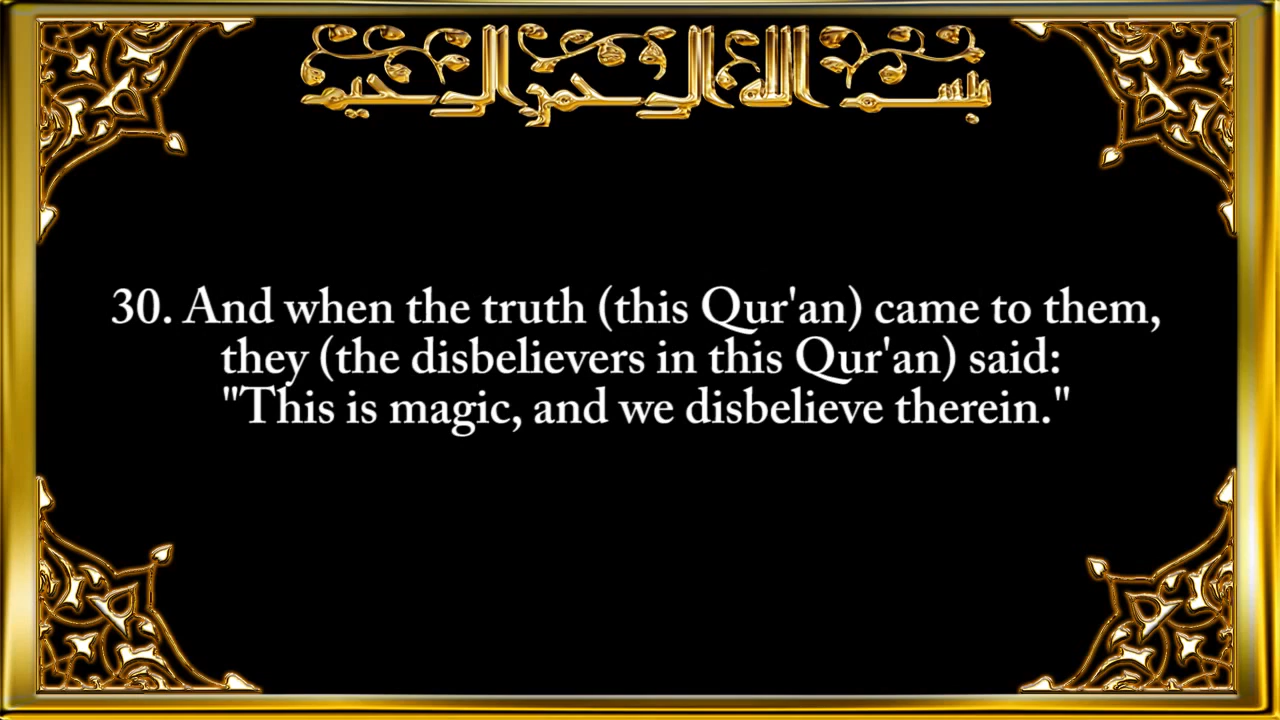 بسم الله الرحمن الرحيم
30. And when the truth (this Qur'an) came to them,
they (the disbelievers in this Qur'an) said:
"This is magic, and we disbelieve therein."